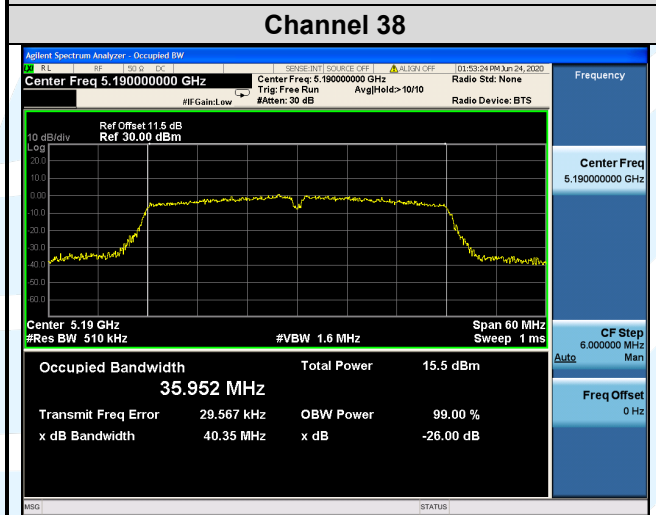 Channel 38
Agilent Spectrum Analyzer - Occupied BW
RL RF 50 Ω DC SENSE:INT SOURCE OFF ALIGN OFF 01:53:24 PM Jun 24, 2020
Center Freq 5.190000000 GHz
Center Freq: 5.190000000 GHz Radio Std: None
Trig: Free Run Avg|Hold:>10/10
#IFGain:Low #Atten: 30 dB Radio Device: BTS
Ref Offset 11.5 dB
10 dB/div Ref 30.00 dBm
Log
20.0
10.0
0.00
-10.0
-20.0
-30.0
-40.0
-50.0
-60.0
Center 5.19 GHz Span 60 MHz
#Res BW 510 kHz #VBW 1.6 MHz Sweep 1 ms
Occupied Bandwidth Total Power 15.5 dBm
35.952 MHz
Transmit Freq Error 29.567 kHz OBW Power 99.00 %
x dB Bandwidth 40.35 MHz x dB -26.00 dB
MSG STATUS
Frequency
Center Freq
5.190000000 GHz
CF Step
6.000000 MHz
Auto Man
Freq Offset
0 Hz